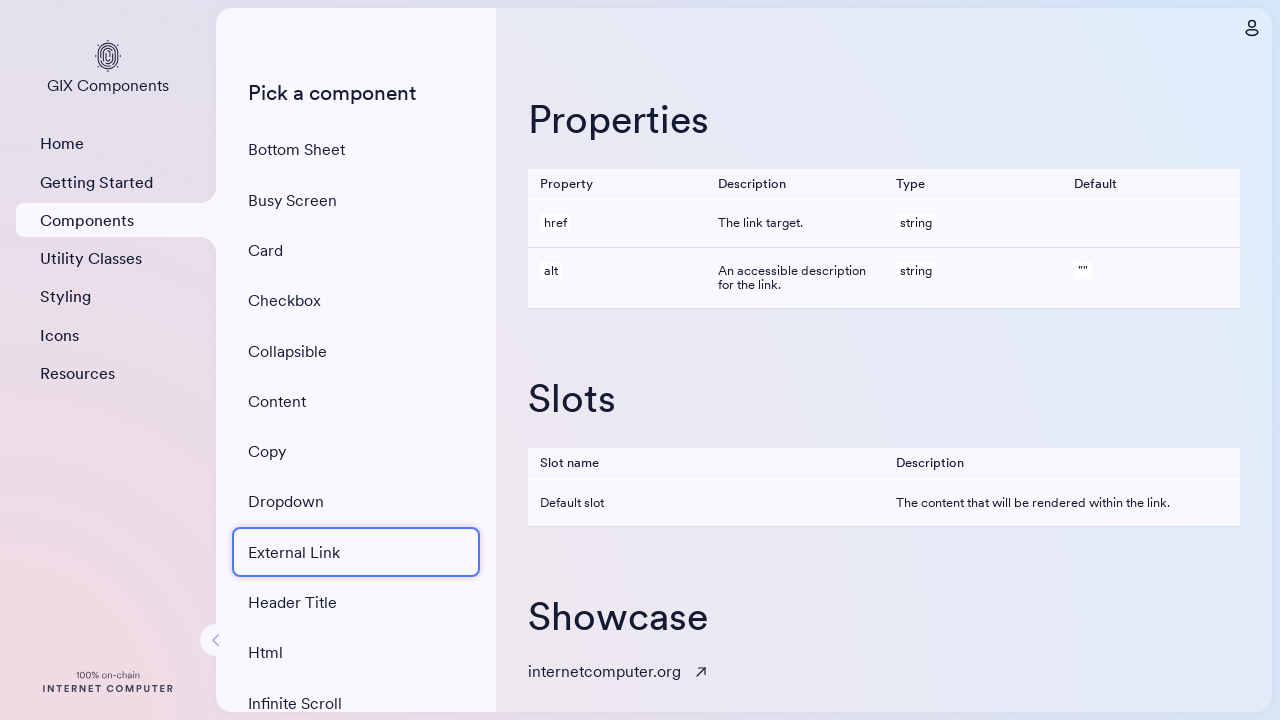 GIX Components
Home
Getting Started
Components
Utility Classes
Styling
Icons
Resources
100% on-chain
INTERNET COMPUTER
Pick a component
Bottom Sheet
Busy Screen
Card
Checkbox
Collapsible
Content
Copy
Dropdown
External Link
Header Title
Html
Infinite Scroll
Properties
Property Description Type Default
href The link target. string
alt An accessible description for the link. string ""
Slots
Slot name Description
Default slot The content that will be rendered within the link.
Showcase
internetcomputer.org